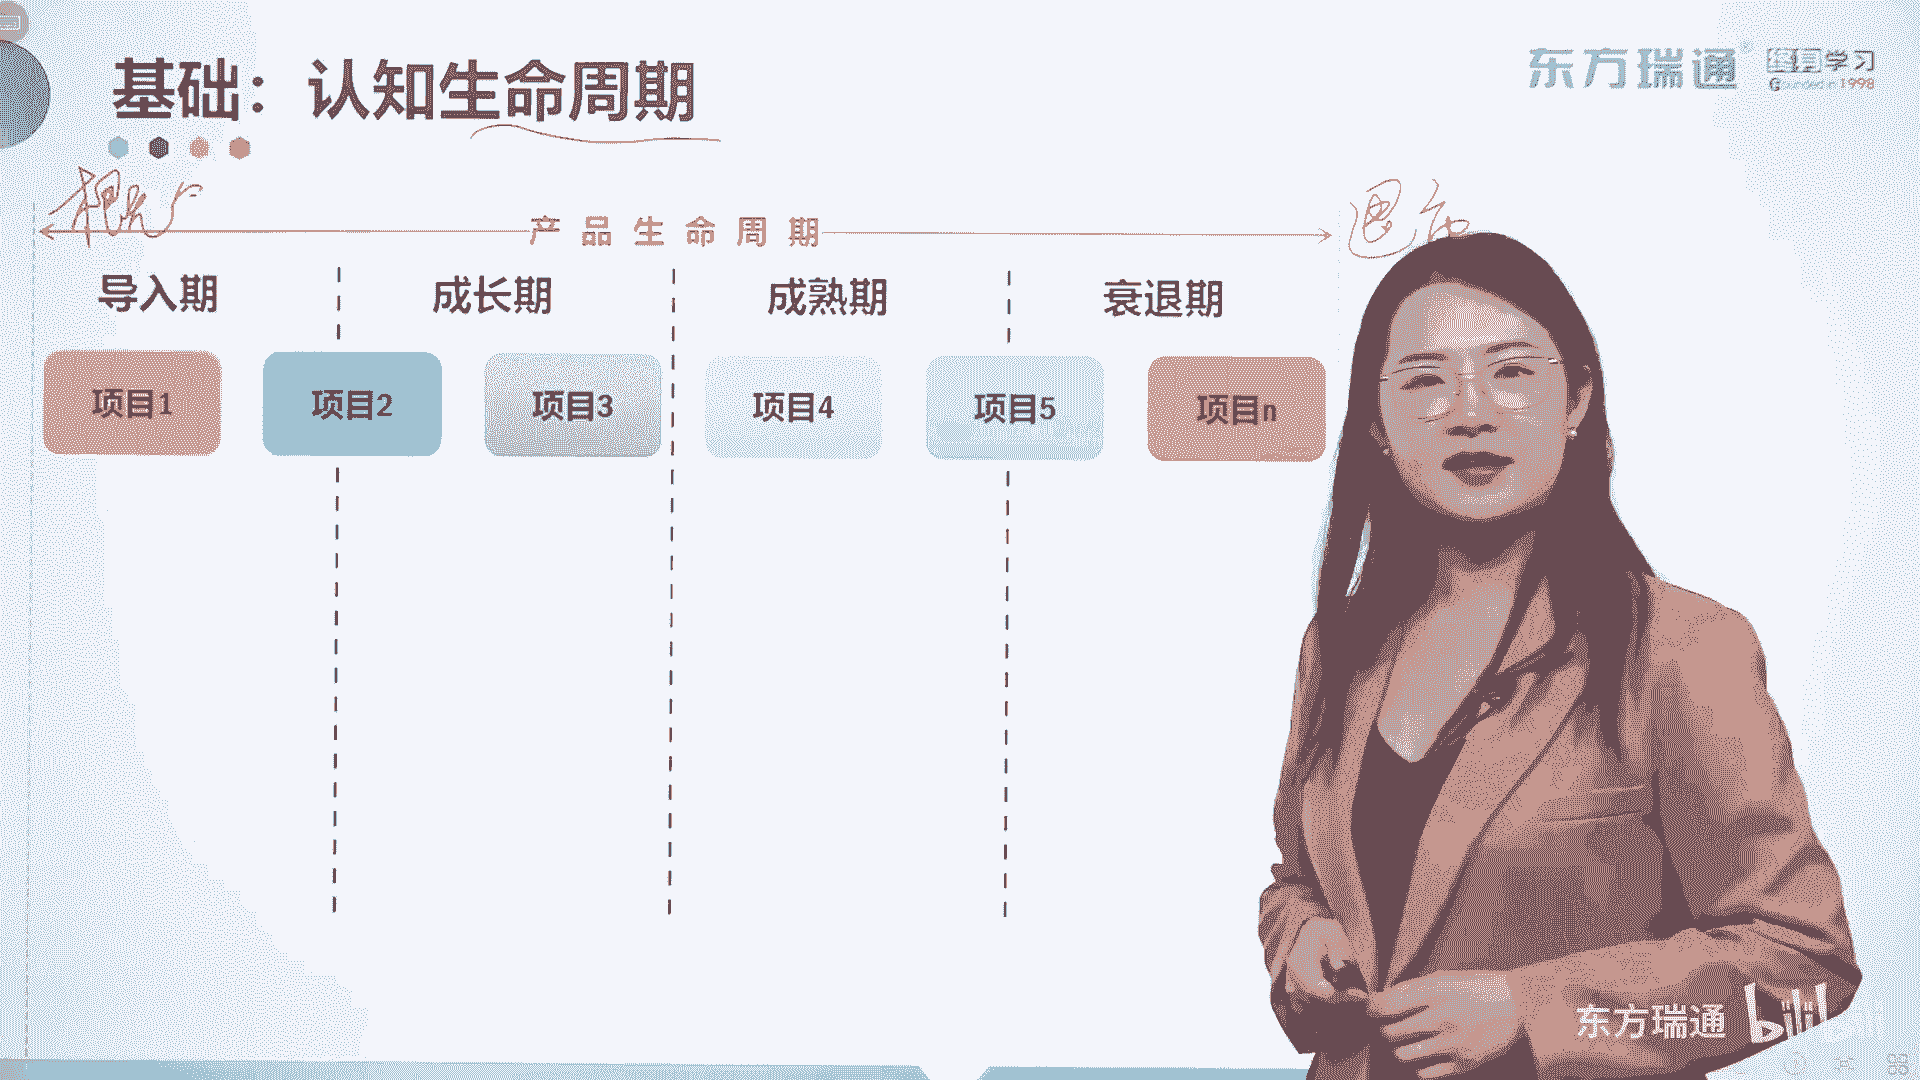 基础：认知生命周期
东方瑞通®
终身学习
Founded in 1998
退市
产品生命周期
导入期
成长期
成熟期
衰退期
项目1
项目2
项目3
项目4
项目5
项目n
东方瑞通
bilibili